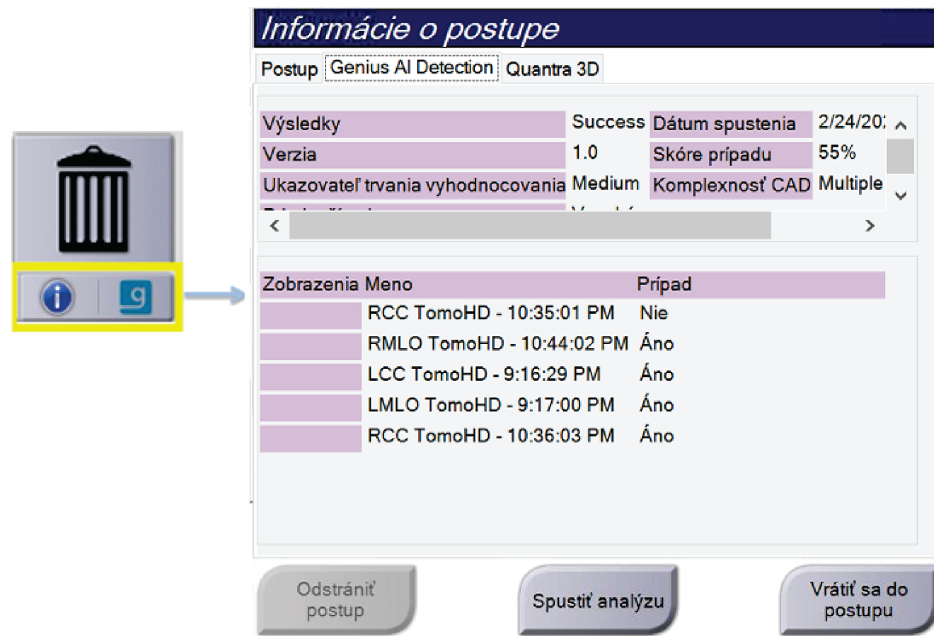 Informácie o postupe
Postup Genius AI Detection Quantra 3D
Výsledky Success Dátum spustenia 2/24/20
Verzia 1.0 Skóre prípadu 55%
Ukazovateľ trvania vyhodnocovania Medium Komplexnosť CAD Multiple
Zobrazenia Meno Prípad
RCC TomoHD - 10:35:01 PM Nie
RMLO TomoHD - 10:44:02 PM Áno
LCC TomoHD - 9:16:29 PM Áno
LMLO TomoHD - 9:17:00 PM Áno
RCC TomoHD - 10:36:03 PM Áno
i g
Odstrániť postup
Spustiť analýzu
Vrátiť sa do postupu